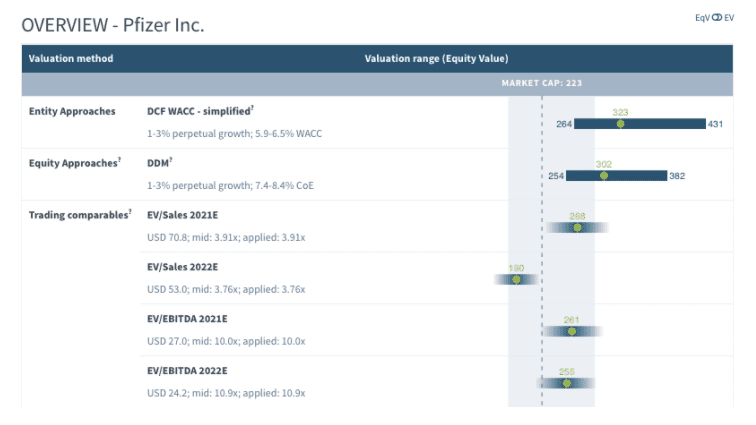 EqV EV
OVERVIEW - Pfizer Inc.
Valuation method Valuation range (Equity Value)
MARKET CAP: 223
Entity Approaches DCF WACC - simplified?
323
264 431
1-3% perpetual growth; 5.9-6.5% WACC
Equity Approaches? DDM?
302
254 382
1-3% perpetual growth; 7.4-8.4% CoE
Trading comparables? EV/Sales 2021E
268
USD 70.8; mid: 3.91x; applied: 3.91x
EV/Sales 2022E
190
USD 53.0; mid: 3.76x; applied: 3.76x
EV/EBITDA 2021E
261
USD 27.0; mid: 10.0x; applied: 10.0x
EV/EBITDA 2022E
USD 24.2; mid: 10.9x; applied: 10.9x